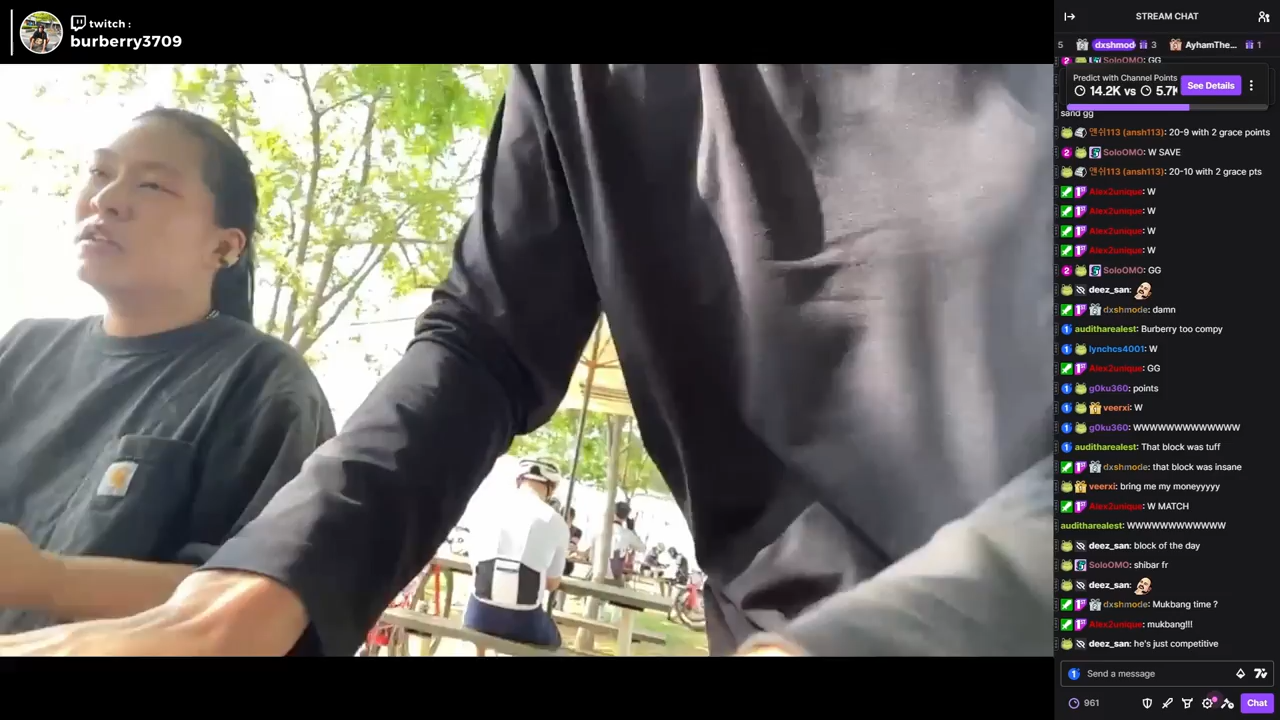 twitch :
burberry3709
STREAM CHAT
5
dxshmod
3
AyhamThe...
1
2 SoloOMO: GG
Predict with Channel Points
14.2K vs 5.7K
See Details
sand gg
맨쉬113 (ansh113): 20-9 with 2 grace points
2 SoloOMO: W SAVE
맨쉬113 (ansh113): 20-10 with 2 grace pts
Alex2unique: W
Alex2unique: W
Alex2unique: W
Alex2unique: W
2 SoloOMO: GG
deez_san:
dxshmode: damn
1 auditharealest: Burberry too compy
1 lynchcs4001: W
Alex2unique: GG
1 g0ku360: points
1 veerxi: W
1 g0ku360: WWWWWWWWWWWWW
1 auditharealest: That block was tuff
dxshmode: that block was insane
veerxi: bring me my moneyyyyy
Alex2unique: W MATCH
auditharealest: WWWWWWWWWWWW
deez_san: block of the day
SoloOMO: shibar fr
deez_san:
dxshmode: Mukbang time ?
Alex2unique: mukbang!!!
deez_san: he's just competitive
1 Send a message
961
Chat